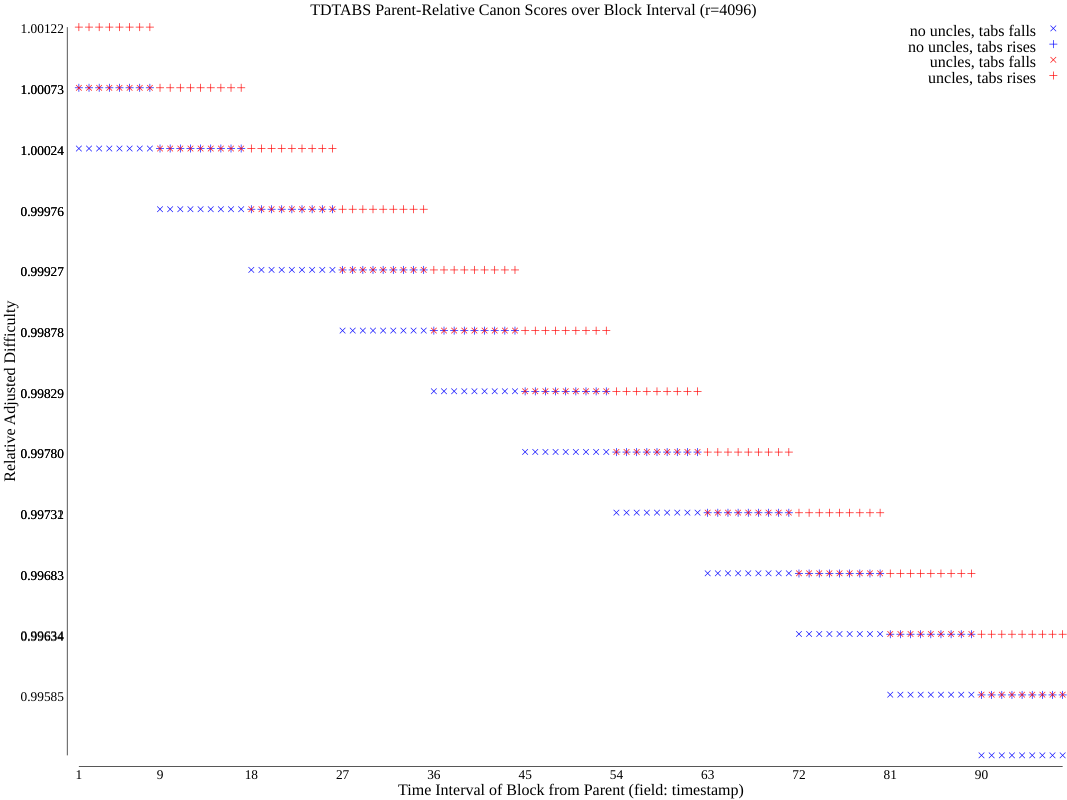 TDTABS Parent-Relative Canon Scores over Block Interval (r=4096)
no uncles, tabs falls
no uncles, tabs rises
uncles, tabs falls
uncles, tabs rises
1.00122
1.00073
1.00024
0.99976
0.99927
0.99878
0.99829
0.99780
0.99732
0.99683
0.99634
0.99585
Relative Adjusted Difficulty
1 9 18 27 36 45 54 63 72 81 90
Time Interval of Block from Parent (field: timestamp)